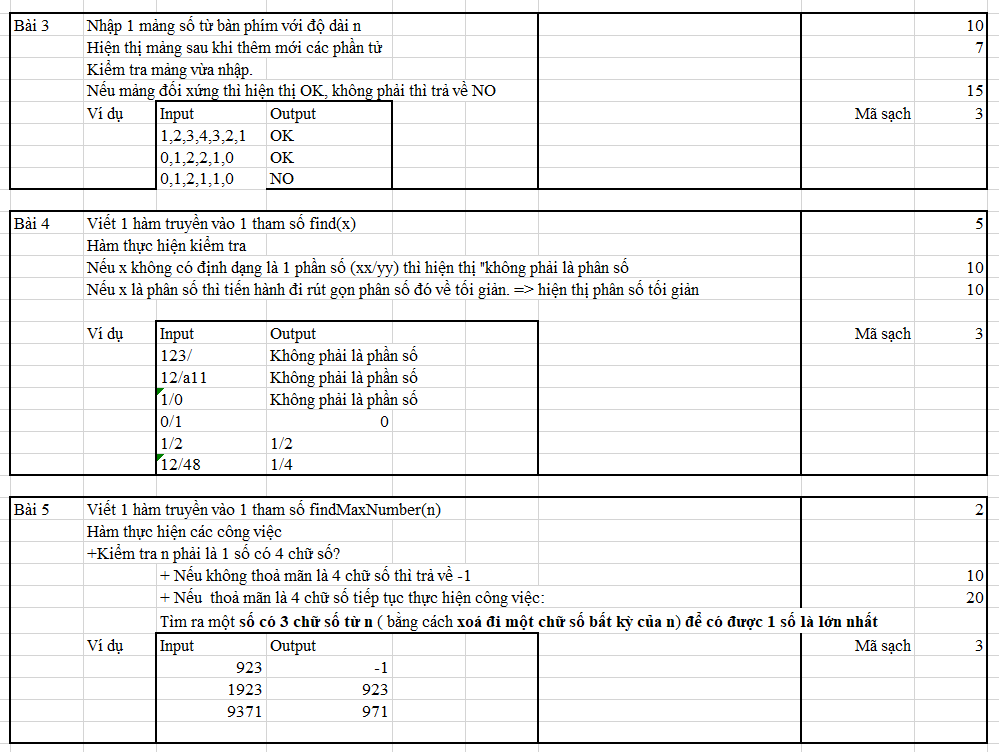 Bài 3 Nhập 1 mảng số từ bàn phím với độ dài n 10
Hiện thị mảng sau khi thêm mới các phần tử 7
Kiểm tra mảng vừa nhập.
Nếu mảng đối xứng thì hiện thị OK, không phải thì trả về NO 15
Ví dụ Input Output Mã sạch 3
1,2,3,4,3,2,1 OK
0,1,2,2,1,0 OK
0,1,2,1,1,0 NO
Bài 4 Viết 1 hàm truyền vào 1 tham số find(x) 5
Hàm thực hiện kiểm tra
Nếu x không có định dạng là 1 phần số (xx/yy) thì hiện thị "không phải là phân số 10
Nếu x là phân số thì tiến hành đi rút gọn phân số đó về tối giản. => hiện thị phân số tối giản 10
Ví dụ Input Output Mã sạch 3
123/ Không phải là phần số
12/a11 Không phải là phần số
1/0 Không phải là phần số
0/1 0
1/2 1/2
12/48 1/4
Bài 5 Viết 1 hàm truyền vào 1 tham số findMaxNumber(n) 2
Hàm thực hiện các công việc
+Kiểm tra n phải là 1 số có 4 chữ số?
+ Nếu không thoả mãn là 4 chữ số thì trả về -1 10
+ Nếu thoả mãn là 4 chữ số tiếp tục thực hiện công việc: 20
Tìm ra một số có 3 chữ số từ n ( bằng cách xoá đi một chữ số bất kỳ của n) để có được 1 số là lớn nhất
Ví dụ Input Output Mã sạch 3
923 -1
1923 923
9371 971